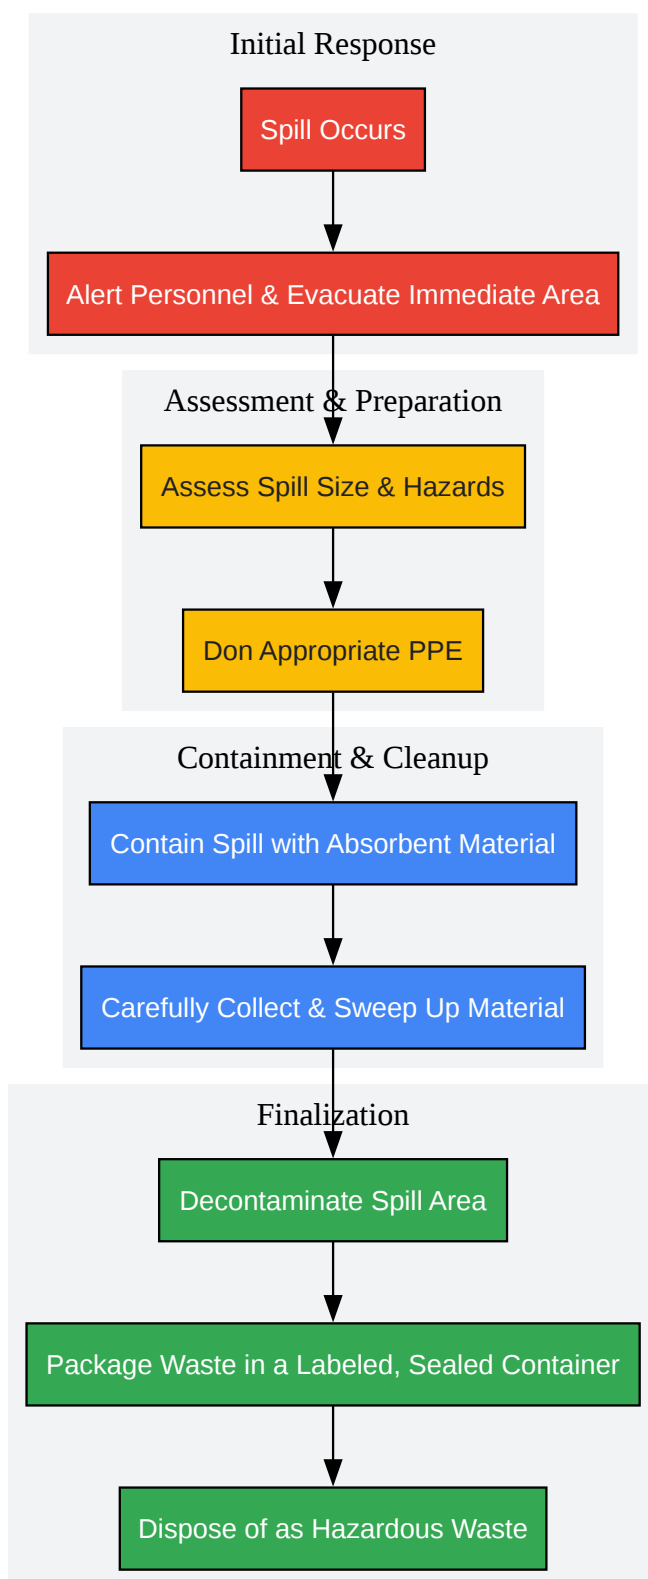 Initial Response
Spill Occurs
Alert Personnel & Evacuate Immediate Area
Assessment & Preparation
Assess Spill Size & Hazards
Don Appropriate PPE
Containment & Cleanup
Contain Spill with Absorbent Material
Carefully Collect & Sweep Up Material
Finalization
Decontaminate Spill Area
Package Waste in a Labeled, Sealed Container
Dispose of as Hazardous Waste